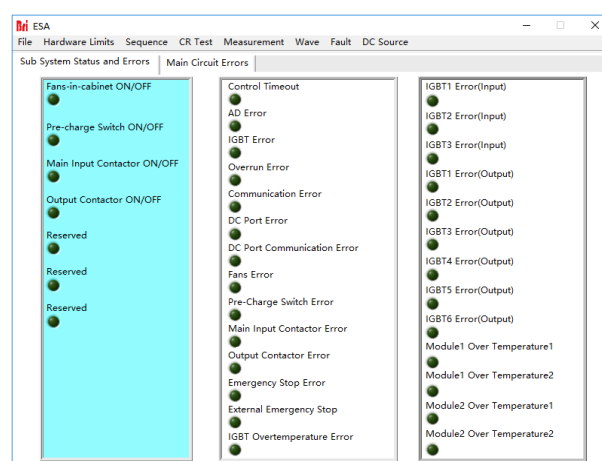 Bri ESA
File Hardware Limits Sequence CR Test Measurement Wave Fault DC Source
Sub System Status and Errors Main Circuit Errors
Fans-in-cabinet ON/OFF
Pre-charge Switch ON/OFF
Main Input Contactor ON/OFF
Output Contactor ON/OFF
Reserved
Reserved
Reserved
Control Timeout
AD Error
IGBT Error
Overrun Error
Communication Error
DC Port Error
DC Port Communication Error
Fans Error
Pre-Charge Switch Error
Main Input Contactor Error
Output Contactor Error
Emergency Stop Error
External Emergency Stop
IGBT Overtemperature Error
IGBT1 Error(Input)
IGBT2 Error(Input)
IGBT3 Error(Input)
IGBT1 Error(Output)
IGBT2 Error(Output)
IGBT3 Error(Output)
IGBT4 Error(Output)
IGBT5 Error(Output)
IGBT6 Error(Output)
Module1 Over Temperature1
Module1 Over Temperature2
Module2 Over Temperature1
Module2 Over Temperature2